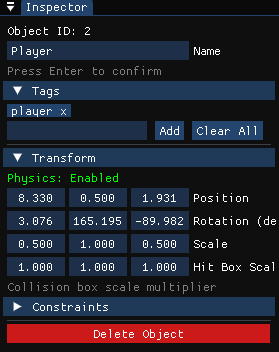 Inspector
Object ID: 2
Player Name
Press Enter to confirm
Tags
player x
Add Clear All
Transform
Physics: Enabled
8.330 0.500 1.931 Position
3.076 165.195 -89.982 Rotation (de
0.500 1.000 0.500 Scale
1.000 1.000 1.000 Hit Box Scal
Collision box scale multiplier
Constraints
Delete Object